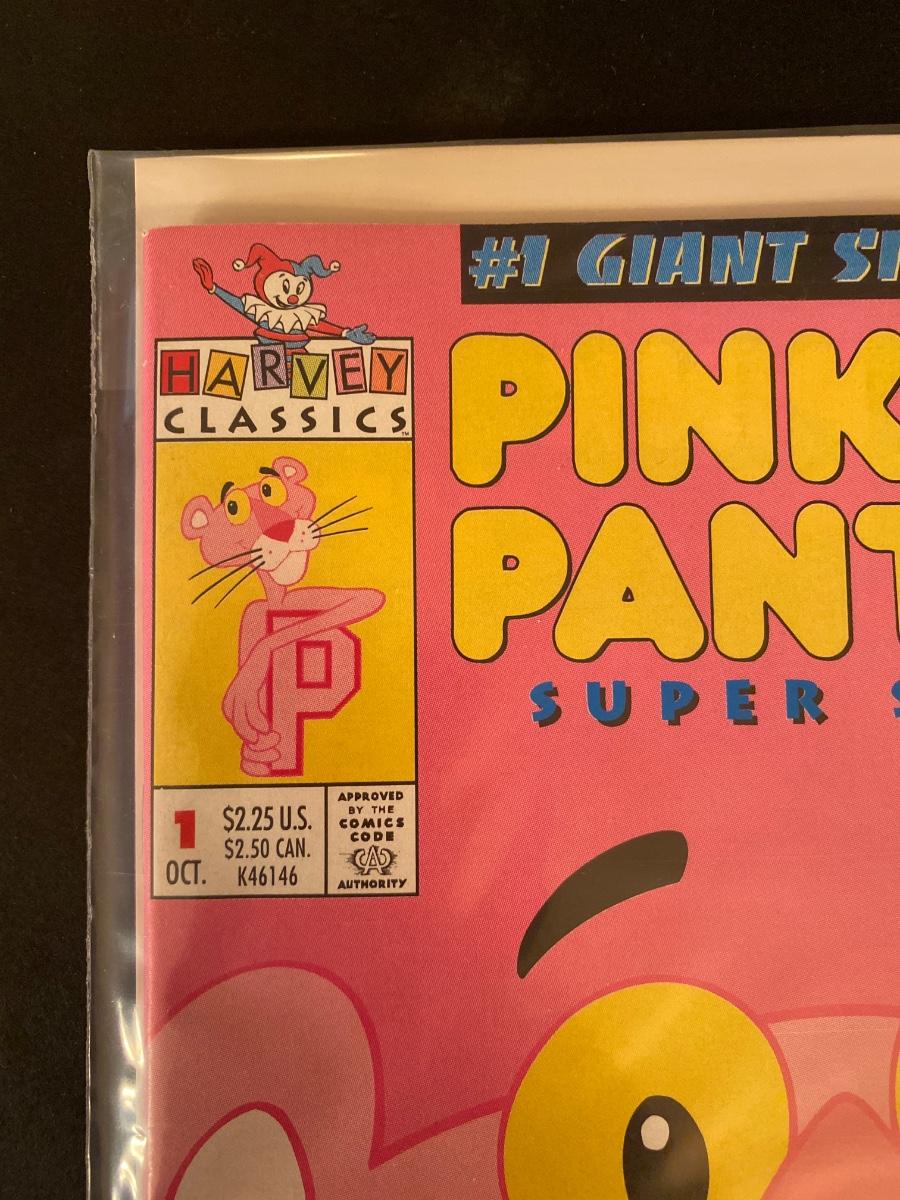 #1 GIANT SI
HARVEY
CLASSICS™
PINK
PANT
SUPER S
P
1
OCT.
$2.25 U.S.
$2.50 CAN.
K46146
APPROVED
BY THE
COMICS
CODE
CA
AUTHORITY